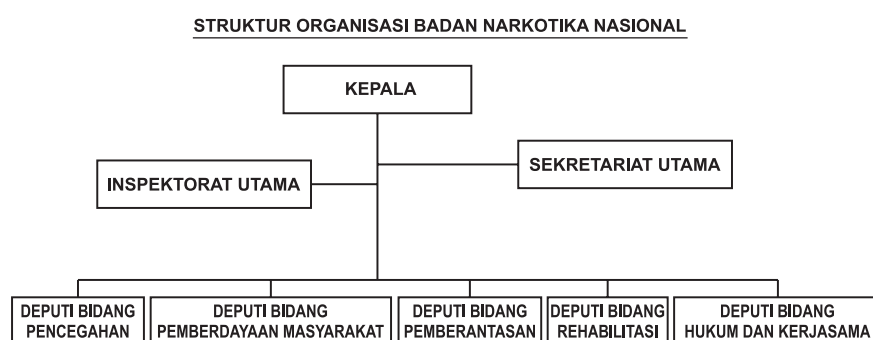 STRUKTUR ORGANISASI BADAN NARKOTIKA NASIONAL
KEPALA
SEKRETARIAT UTAMA
INSPEKTORAT UTAMA
DEPUTI BIDANG
PENCEGAHAN
DEPUTI BIDANG
PEMBERDAYAAN MASYARAKAT
DEPUTI BIDANG
PEMBERANTASAN
DEPUTI BIDANG
REHABILITASI
DEPUTI BIDANG
HUKUM DAN KERJASAMA